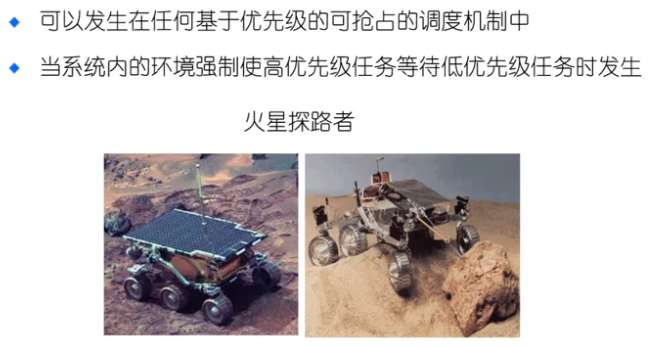 可以发生在任何基于优先级的可抢占的调度机制中
当系统内的环境强制使高优先级任务等待低优先级任务时发生
火星探路者